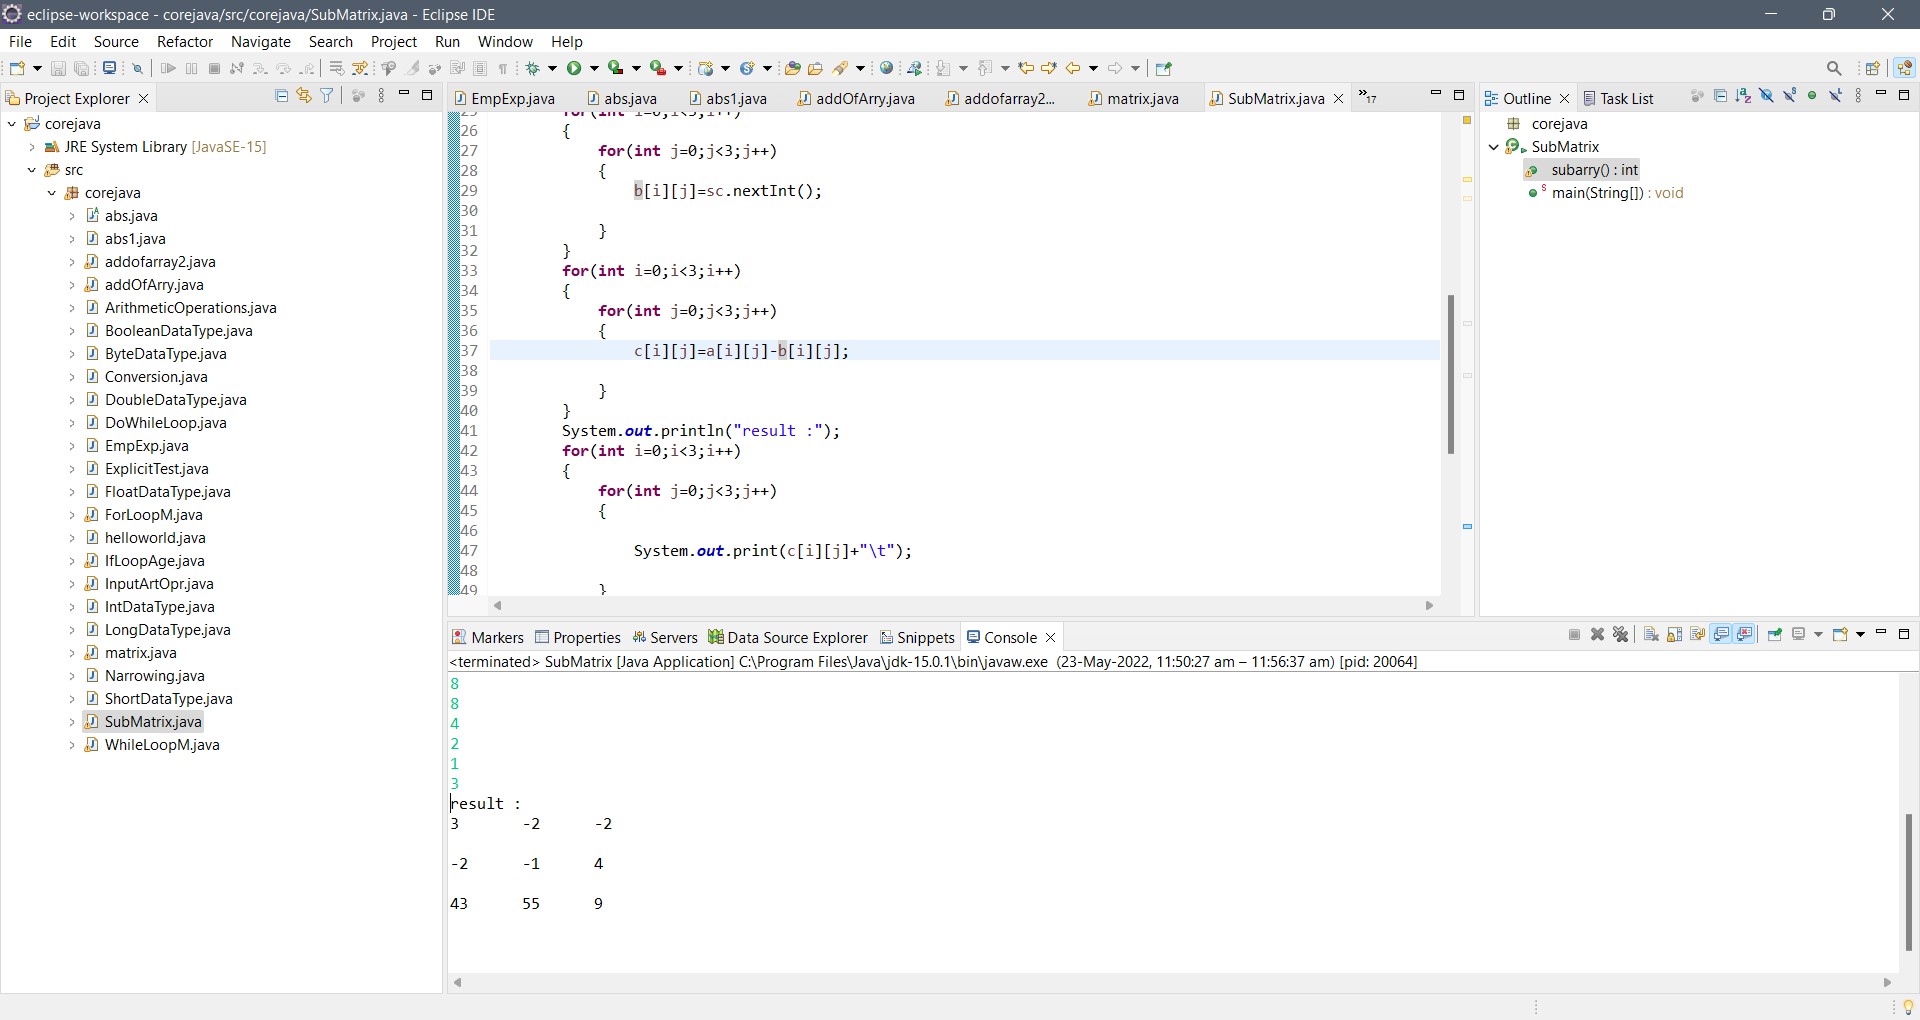 eclipse-workspace - corejava/src/corejava/SubMatrix.java - Eclipse IDE
File Edit Source Refactor Navigate Search Project Run Window Help
Project Explorer
corejava
JRE System Library [JavaSE-15]
src
corejava
abs.java
abs1.java
addofarray2.java
addOfArry.java
ArithmeticOperations.java
BooleanDataType.java
ByteDataType.java
Conversion.java
DoubleDataType.java
DoWhileLoop.java
EmpExp.java
ExplicitTest.java
FloatDataType.java
ForLoopM.java
helloworld.java
IfLoopAge.java
InputArtOpr.java
IntDataType.java
LongDataType.java
matrix.java
Narrowing.java
ShortDataType.java
SubMatrix.java
WhileLoopM.java
EmpExp.java abs.java abs1.java addOfArry.java addofarray2... matrix.java SubMatrix.java »17
25 for(int i=0;i<3;i++)
26 {
27 for(int j=0;j<3;j++)
28 {
29 b[i][j]=sc.nextInt();
30
31 }
32 }
33 for(int i=0;i<3;i++)
34 {
35 for(int j=0;j<3;j++)
36 {
37 c[i][j]=a[i][j]-b[i][j];
38
39 }
40 }
41 System.out.println("result :");
42 for(int i=0;i<3;i++)
43 {
44 for(int j=0;j<3;j++)
45 {
46
47 System.out.print(c[i][j]+"\t");
48
49 }
Outline Task List
corejava
SubMatrix
subarry() : int
main(String[]) : void
Markers Properties Servers Data Source Explorer Snippets Console
<terminated> SubMatrix [Java Application] C:\Program Files\Java\jdk-15.0.1\bin\javaw.exe (23-May-2022, 11:50:27 am – 11:56:37 am) [pid: 20064]
8
8
4
2
1
3
result :
3 -2 -2
-2 -1 4
43 55 9